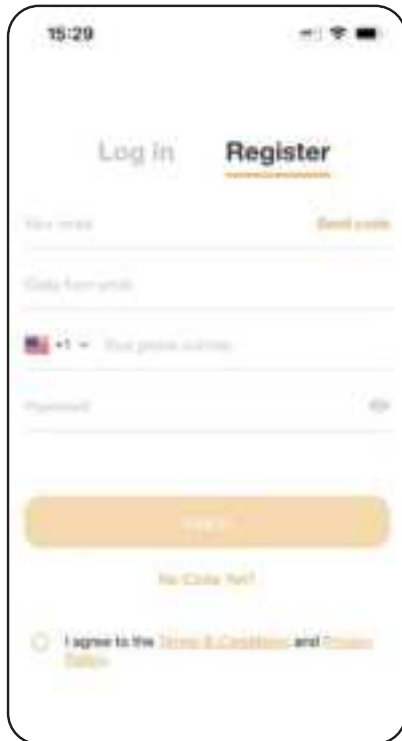 15:29
Log in Register
Your email Send code
Code from email
+1 Your phone number
Password
No Code Yet?
I agree to the Terms & Conditions and Privacy
Policy